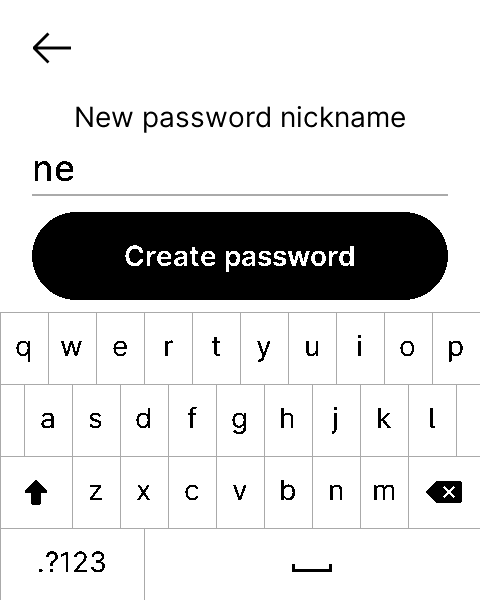 New password nickname
ne
Create password
q w e r t y u i o p
a s d f g h j k l
z x c v b n m
.?123